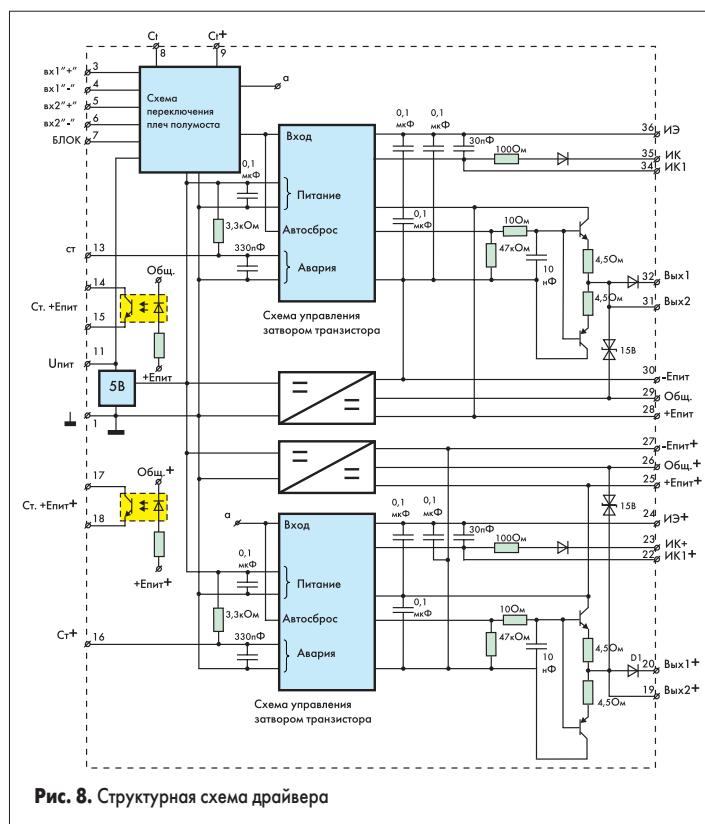 Ct
Ct+
8
9
вх1"+"
3
вх1"-"
4
вх2"+"
5
вх2"-"
6
БЛОК
7
Схема
переключения
плеч полумоста
а
Вход
Питание
Автосброс
Авария
Схема управления
затвором транзистора
0,1
мкФ
3,3кОм
330пФ
0,1
мкФ
0,1
мкФ
30пФ
100Ом
0,1
мкФ
10Ом
47кОм
10
нФ
4,5Ом
4,5Ом
15В
36
ИЭ
35
ИК
34
ИК1
32
Вых1
31
Вых2
30
-Епит
29
Общ.
28
+Епит
ст
13
14
Ст. +Епит
15
Общ.
+Епит
Uпит
11
5В
1
27
-Епит+
26
Общ.+
25
+Епит+
17
Ст. +Епит+
18
Общ.+
+Епит+
Ст+
16
а
Вход
Питание
Автосброс
Авария
Схема управления
затвором транзистора
0,1
мкФ
3,3кОм
330пФ
0,1
мкФ
0,1
мкФ
30пФ
100Ом
0,1
мкФ
10Ом
47кОм
10
нФ
4,5Ом
D1
4,5Ом
15В
24
ИЭ+
23
ИК+
22
ИК1+
20
Вых1+
19
Вых2+
Рис. 8. Структурная схема драйвера